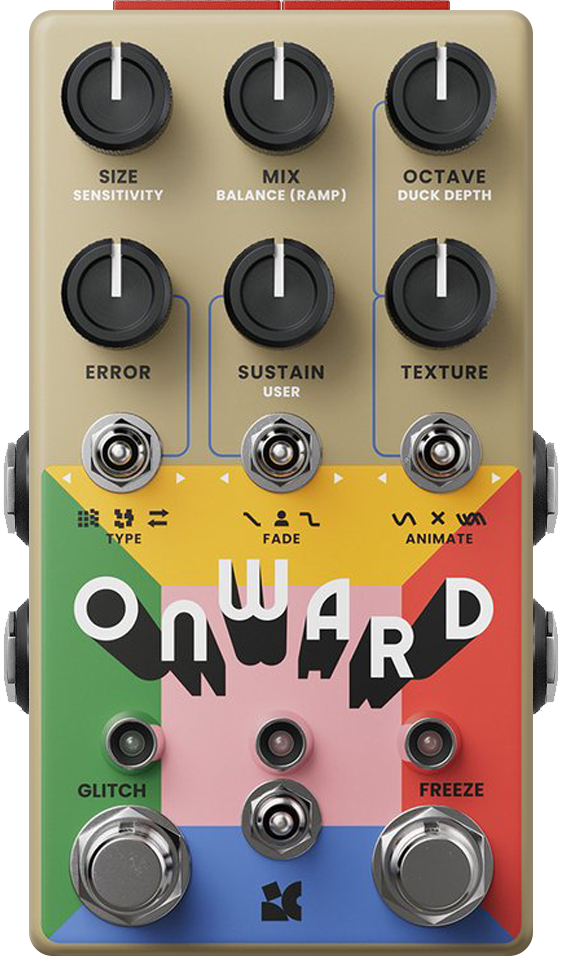 SIZE MIX OCTAVE
SENSITIVITY BALANCE (RAMP) DUCK DEPTH
ERROR SUSTAIN TEXTURE
USER
TYPE FADE ANIMATE
ONWARD
GLITCH FREEZE